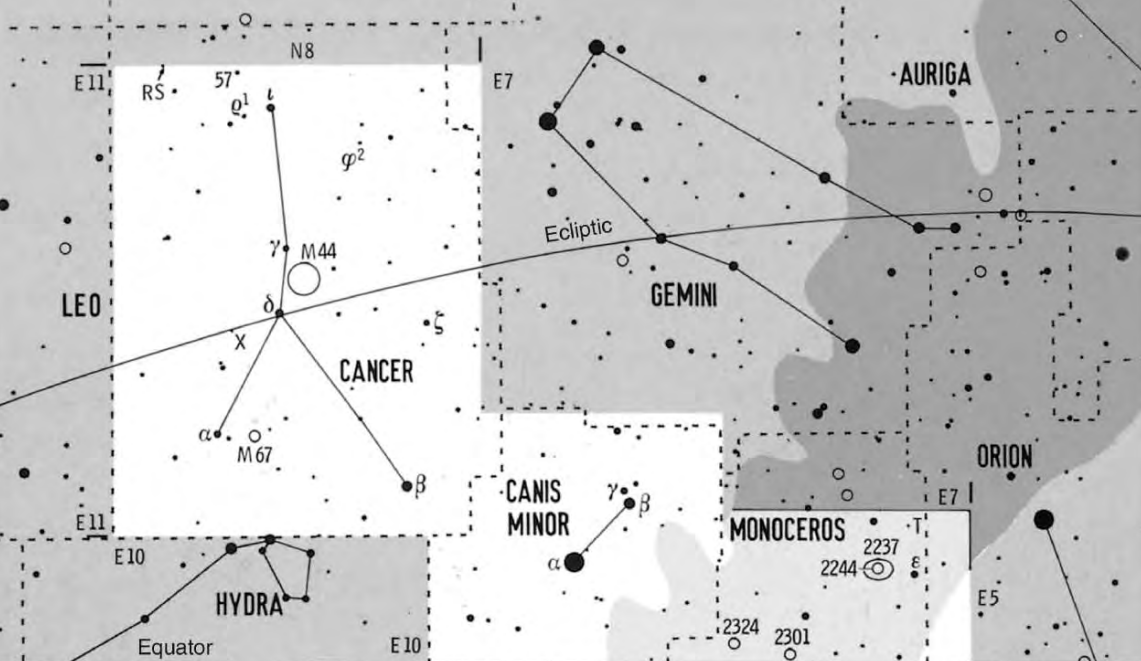 N8
E11
RS
57
ϱ¹
ι
E7
AURIGA
φ²
γ
M44
Ecliptic
LEO
δ
GEMINI
X
ζ
CANCER
α
M67
β
ORION
E7
CANIS
MINOR
γ
β
α
MONOCEROS
T
2237
2244
ε
E11
E10
HYDRA
Equator
E10
2324
2301
E5